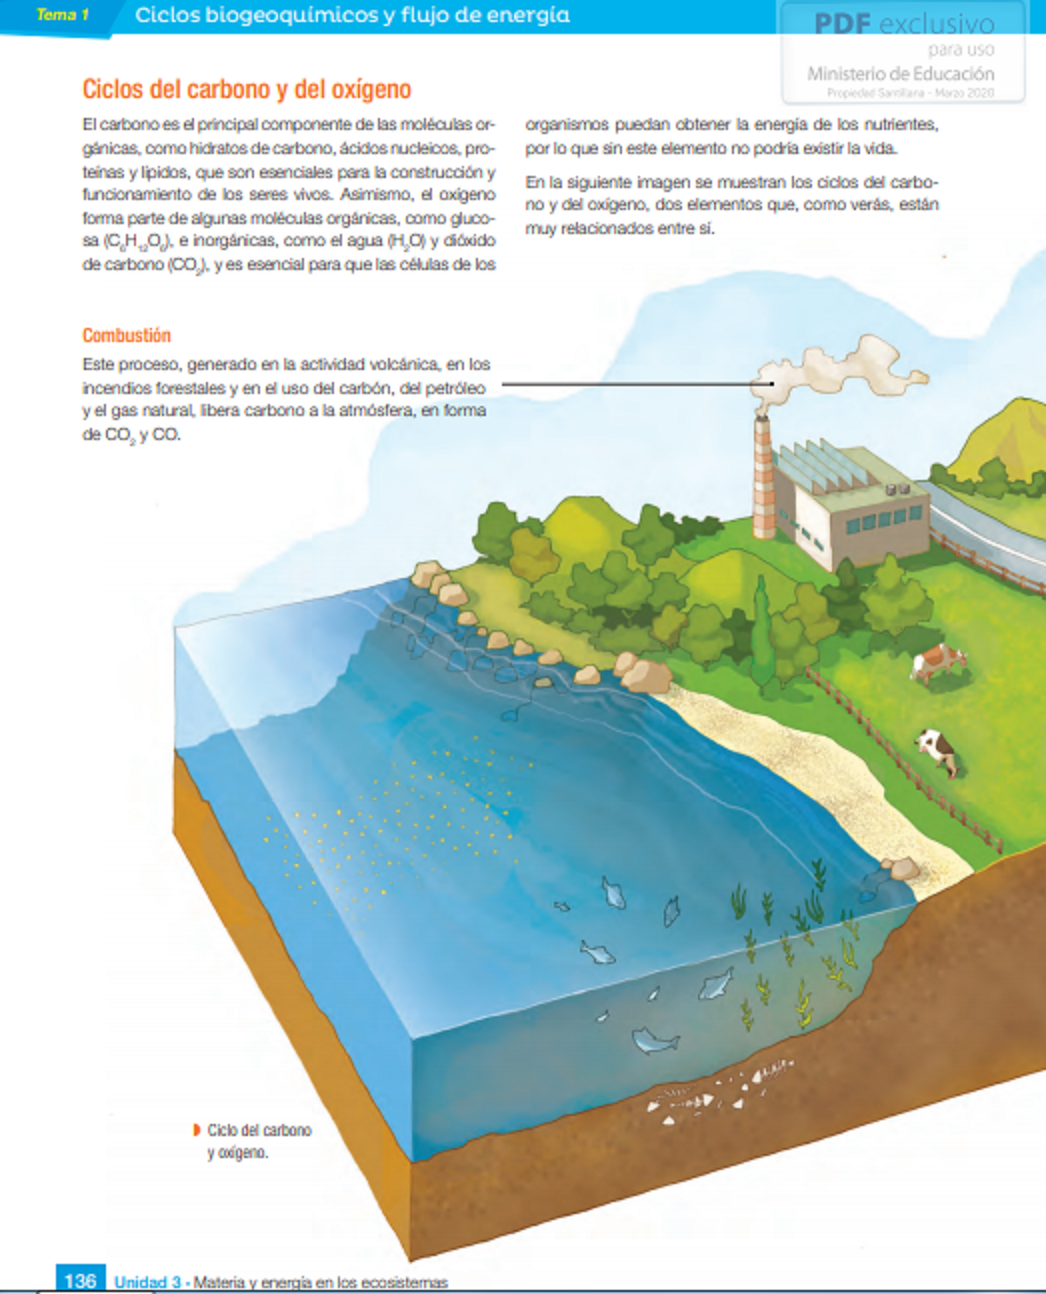 Tema 1
Ciclos biogeoquímicos y flujo de energía
PDF exclusivo
para uso
Ministerio de Educación
Propiedad Santillana - Marzo 2020
Ciclos del carbono y del oxígeno
El carbono es el principal componente de las moléculas or-
gánicas, como hidratos de carbono, ácidos nucleicos, pro-
teínas y lípidos, que son esenciales para la construcción y
funcionamiento de los seres vivos. Asimismo, el oxígeno
forma parte de algunas moléculas orgánicas, como gluco-
sa (C₆H₁₂O₆), e inorgánicas, como el agua (H₂O) y dióxido
de carbono (CO₂), y es esencial para que las células de los
organismos puedan obtener la energía de los nutrientes,
por lo que sin este elemento no podría existir la vida.
En la siguiente imagen se muestran los ciclos del carbo-
no y del oxígeno, dos elementos que, como verás, están
muy relacionados entre sí.
Combustión
Este proceso, generado en la actividad volcánica, en los
incendios forestales y en el uso del carbón, del petróleo
y el gas natural, libera carbono a la atmósfera, en forma
de CO₂ y CO.
Ciclo del carbono
y oxígeno.
136 Unidad 3 • Materia y energía en los ecosistemas